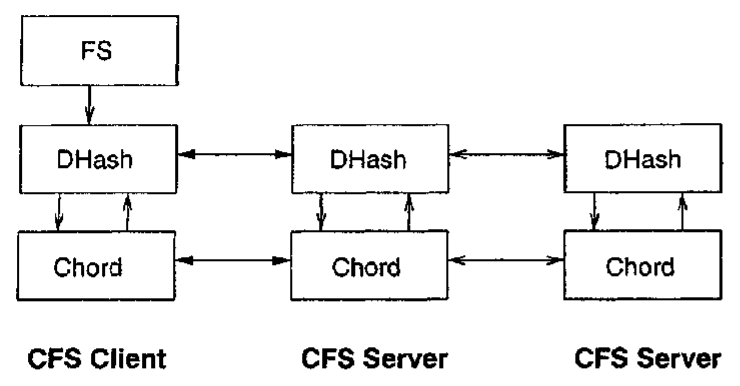 FS
DHash
DHash
DHash
Chord
Chord
Chord
CFS Client
CFS Server
CFS Server